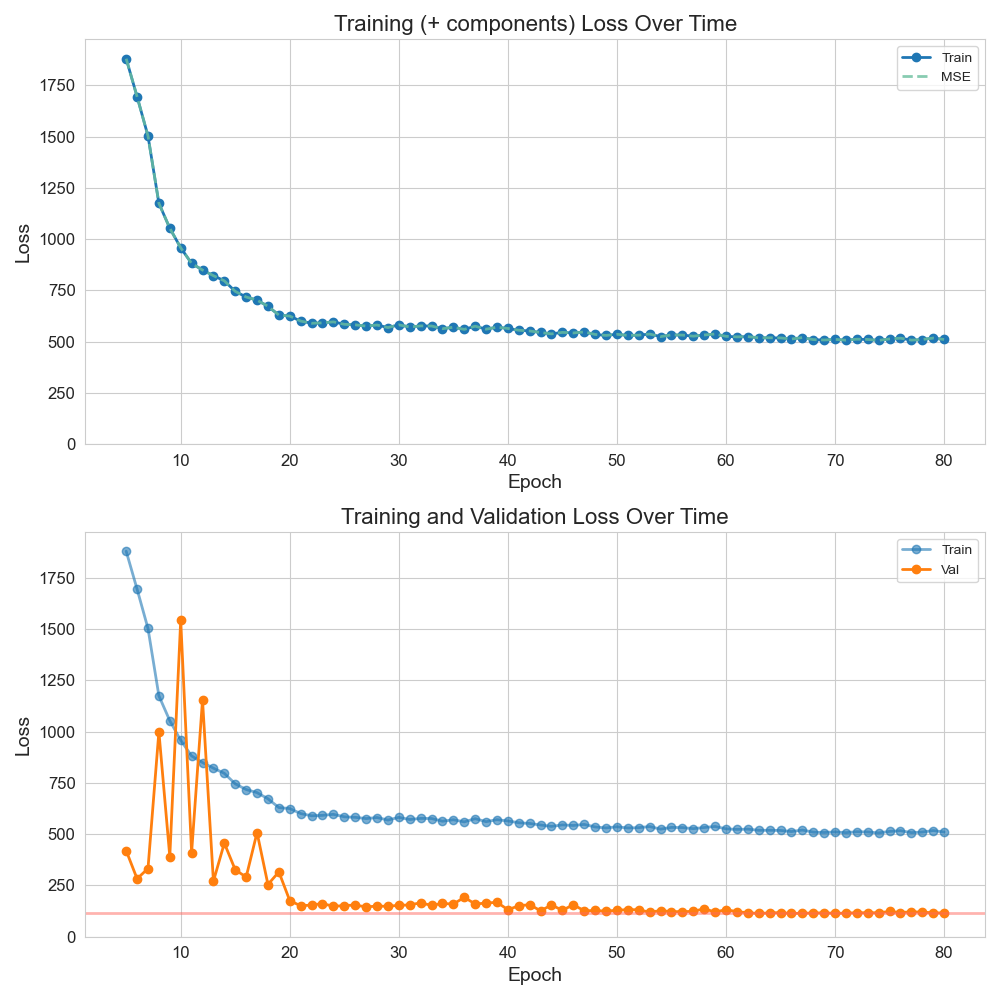 Training (+ components) Loss Over Time
Train
MSE
Loss
1750
1500
1250
1000
750
500
250
0
10 20 30 40 50 60 70 80
Epoch
Training and Validation Loss Over Time
Train
Val
Loss
1750
1500
1250
1000
750
500
250
0
10 20 30 40 50 60 70 80
Epoch